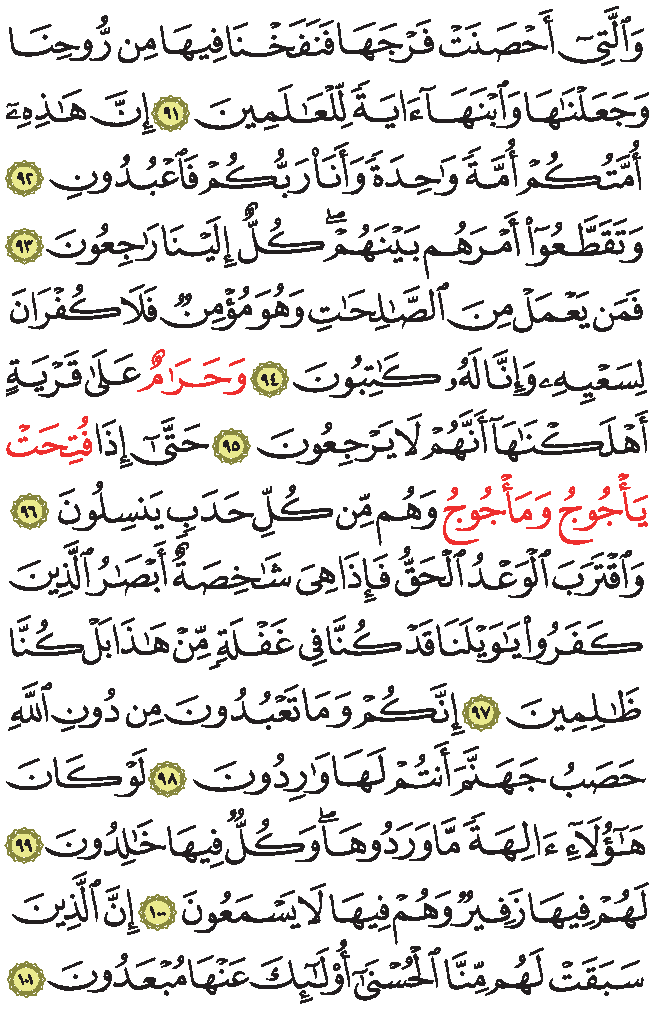 وَٱلَّتِيٓ أَحۡصَنَتۡ فَرۡجَهَا فَنَفَخۡنَا فِيهَا مِن رُّوحِنَا
وَجَعَلۡنَٰهَا وَٱبۡنَهَآ ءَايَةٗ لِّلۡعَٰلَمِينَ ٩١ إِنَّ هَٰذِهِۦٓ
أُمَّتُكُمۡ أُمَّةٗ وَٰحِدَةٗ وَأَنَا۠ رَبُّكُمۡ فَٱعۡبُدُونِ ٩٢
وَتَقَطَّعُوٓاْ أَمۡرَهُم بَيۡنَهُمۡۖ كُلٌّ إِلَيۡنَا رَٰجِعُونَ ٩٣
فَمَن يَعۡمَلۡ مِنَ ٱلصَّٰلِحَٰتِ وَهُوَ مُؤۡمِنٞ فَلَا كُفۡرَانَ
لِسَعۡيِهِۦ وَإِنَّا لَهُۥ كَٰتِبُونَ ٩٤ وَحَرَٰمٌ عَلَىٰ قَرۡيَةٍ
أَهۡلَكۡنَٰهَآ أَنَّهُمۡ لَا يَرۡجِعُونَ ٩٥ حَتَّىٰٓ إِذَا فُتِحَتۡ
يَأۡجُوجُ وَمَأۡجُوجُ وَهُم مِّن كُلِّ حَدَبٖ يَنسِلُونَ ٩٦
وَٱقۡتَرَبَ ٱلۡوَعۡدُ ٱلۡحَقُّ فَإِذَا هِيَ شَٰخِصَةٌ أَبۡصَٰرُ ٱلَّذِينَ
كَفَرُواْ يَٰوَيۡلَنَا قَدۡ كُنَّا فِي غَفۡلَةٖ مِّنۡ هَٰذَا بَلۡ كُنَّا
ظَٰلِمِينَ ٩٧ إِنَّكُمۡ وَمَا تَعۡبُدُونَ مِن دُونِ ٱللَّهِ
حَصَبُ جَهَنَّمَ أَنتُمۡ لَهَا وَٰرِدُونَ ٩٨ لَوۡ كَانَ
هَٰٓؤُلَآءِ ءَالِهَةٗ مَّا وَرَدُوهَاۖ وَكُلّٞ فِيهَا خَٰلِدُونَ ٩٩
لَهُمۡ فِيهَا زَفِيرٞ وَهُمۡ فِيهَا لَا يَسۡمَعُونَ ١٠٠ إِنَّ ٱلَّذِينَ
سَبَقَتۡ لَهُم مِّنَّا ٱلۡحُسۡنَىٰٓ أُوْلَٰٓئِكَ عَنۡهَا مُبۡعَدُونَ ١٠١